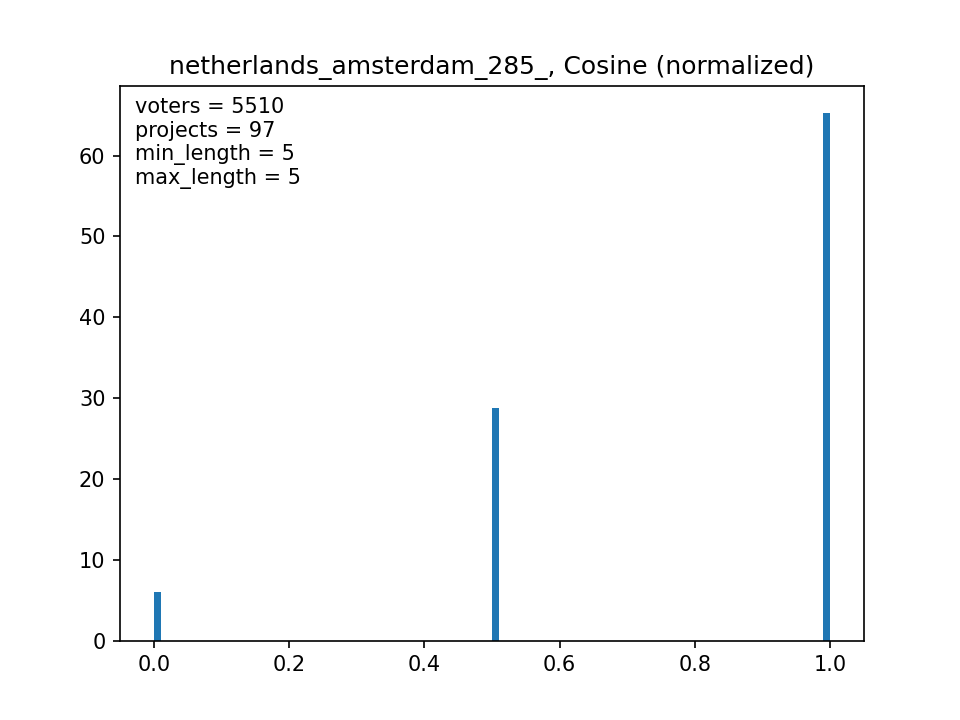 netherlands_amsterdam_285_, Cosine (normalized)
voters = 5510
projects = 97
min_length = 5
max_length = 5
60
50
40
30
20
10
0
0.0 0.2 0.4 0.6 0.8 1.0